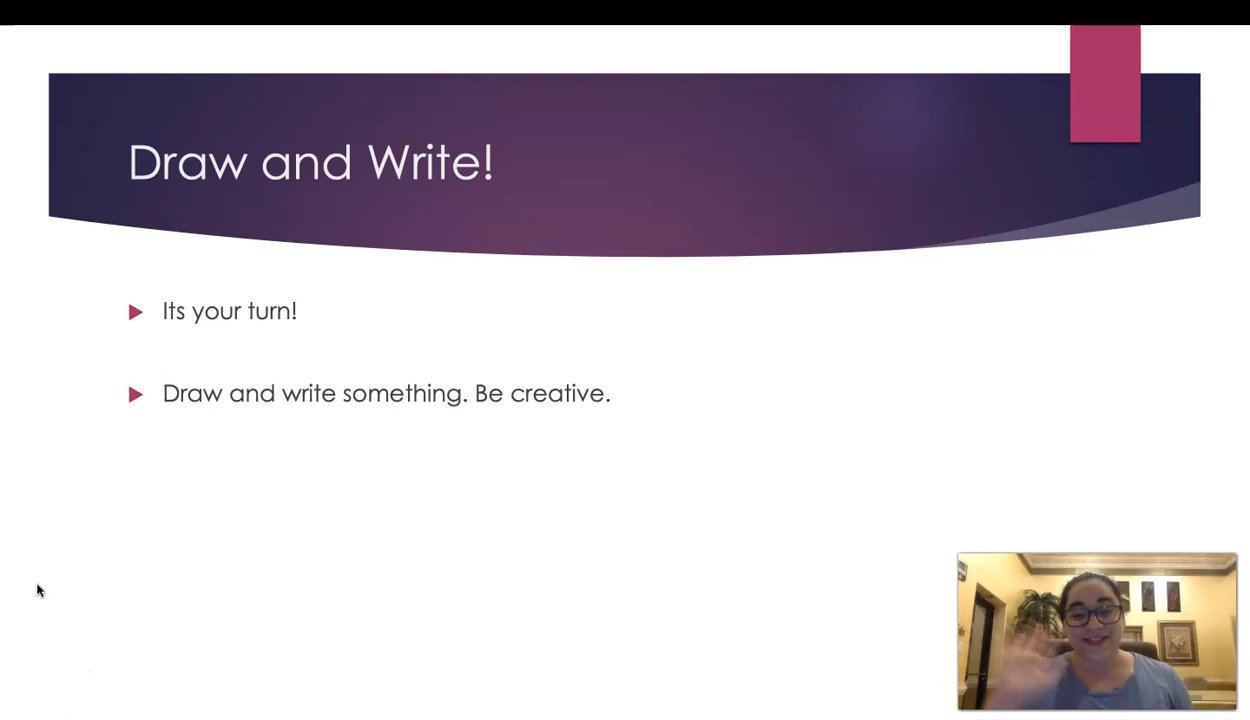 Draw and Write!
Its your turn!
Draw and write something. Be creative.